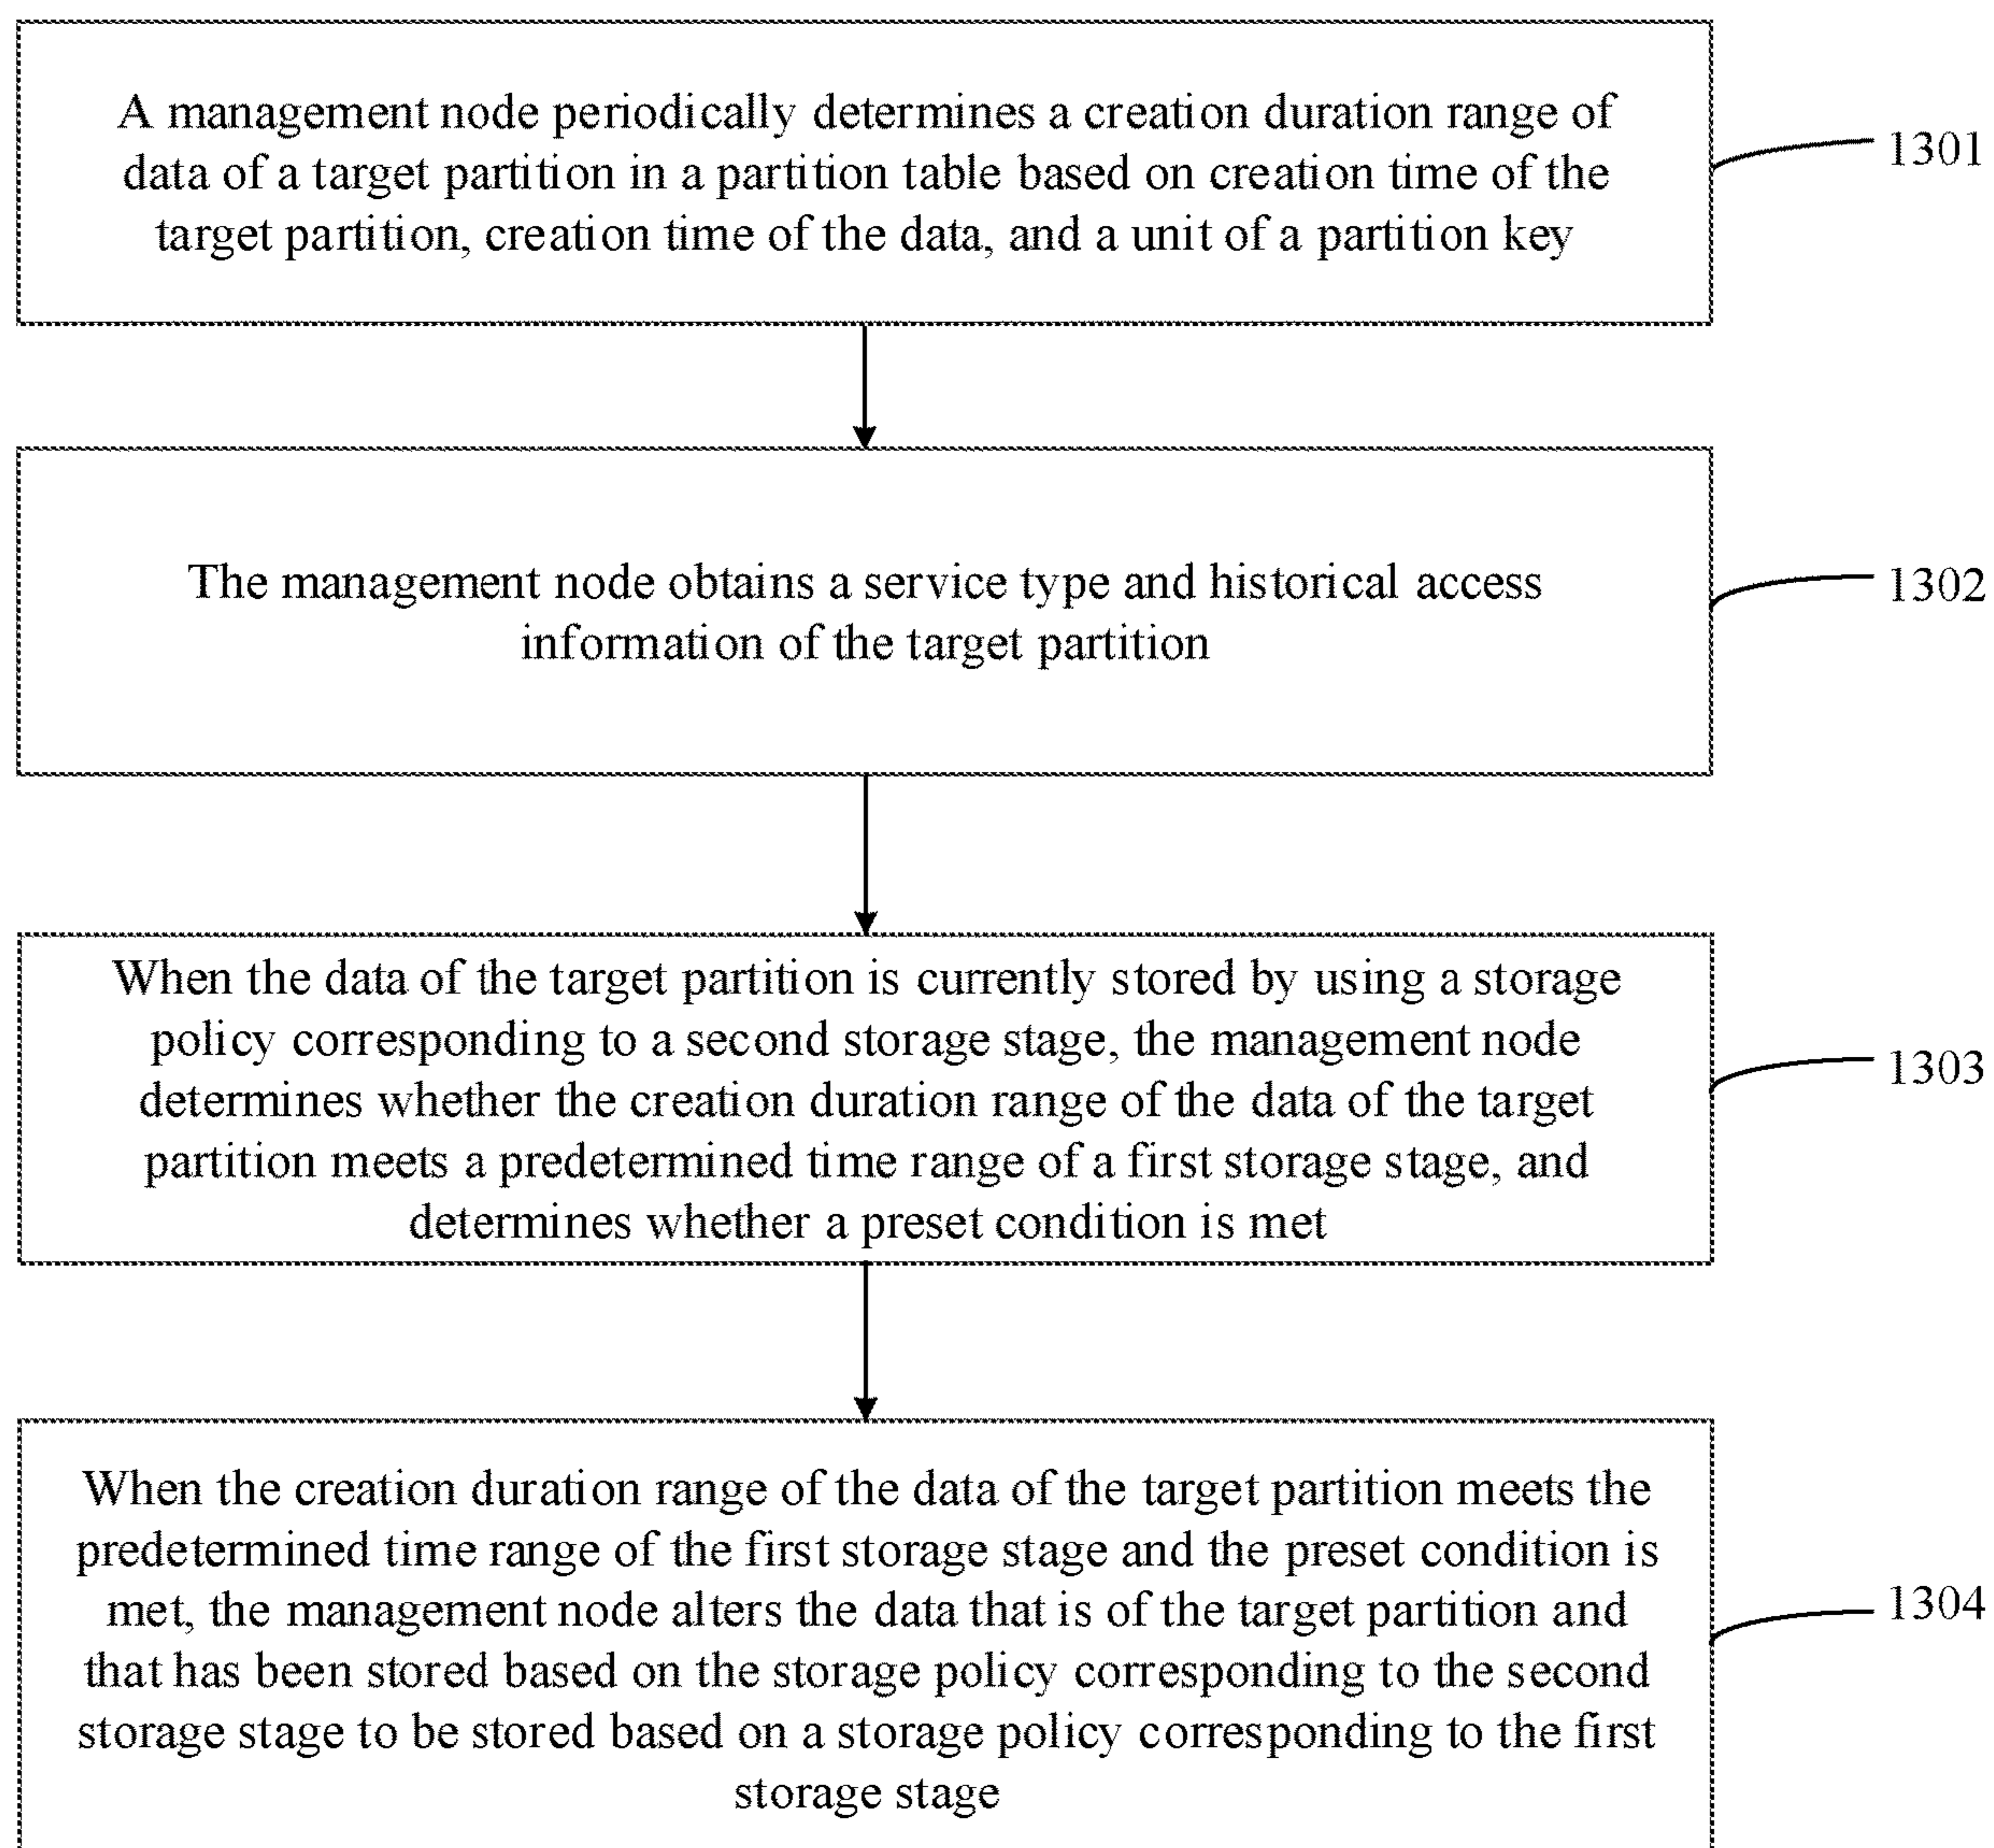 A management node periodically determines a creation duration range of
data of a target partition in a partition table based on creation time of the
target partition, creation time of the data, and a unit of a partition key
1301
The management node obtains a service type and historical access
information of the target partition
1302
When the data of the target partition is currently stored by using a storage
policy corresponding to a second storage stage, the management node
determines whether the creation duration range of the data of the target
partition meets a predetermined time range of a first storage stage, and
determines whether a preset condition is met
1303
When the creation duration range of the data of the target partition meets the
predetermined time range of the first storage stage and the preset condition is
met, the management node alters the data that is of the target partition and
that has been stored based on the storage policy corresponding to the second
storage stage to be stored based on a storage policy corresponding to the first
storage stage
1304